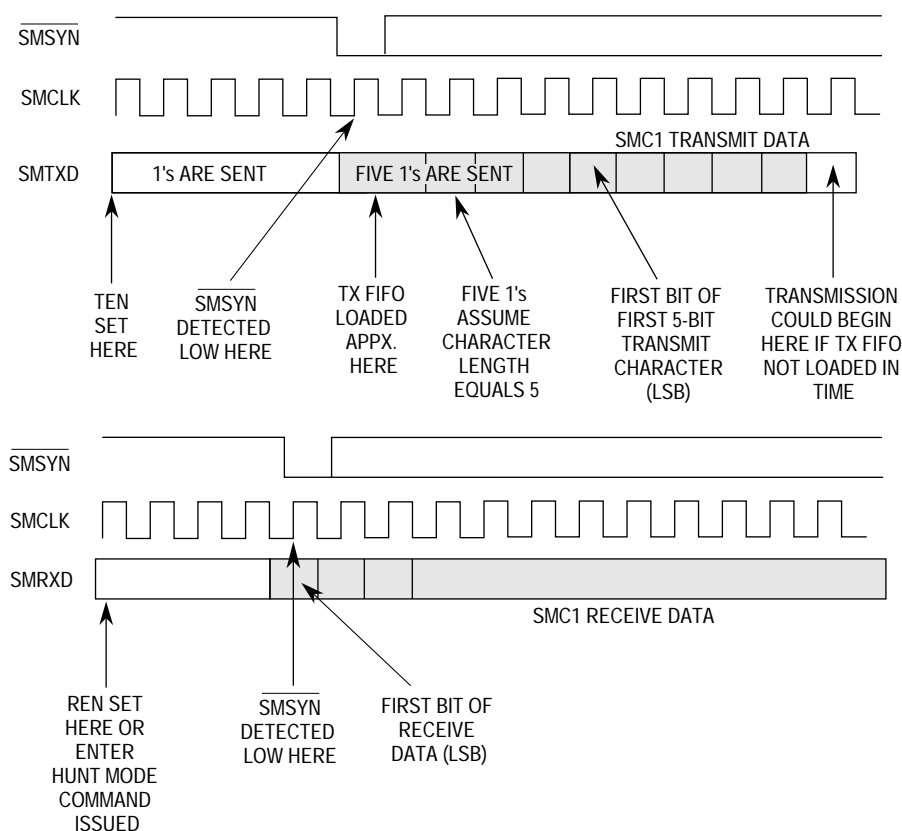 SMSYN
SMCLK
SMC1 TRANSMIT DATA
SMTXD
1's ARE SENT
FIVE 1's ARE SENT
TEN
SET
HERE
SMSYN
DETECTED
LOW HERE
TX FIFO
LOADED
APPX.
HERE
FIVE 1's
ASSUME
CHARACTER
LENGTH
EQUALS 5
FIRST BIT OF
FIRST 5-BIT
TRANSMIT
CHARACTER
(LSB)
TRANSMISSION
COULD BEGIN
HERE IF TX FIFO
NOT LOADED IN
TIME
SMSYN
SMCLK
SMRXD
SMC1 RECEIVE DATA
REN SET
HERE OR
ENTER
HUNT MODE
COMMAND
ISSUED
SMSYN
DETECTED
LOW HERE
FIRST BIT OF
RECEIVE
DATA (LSB)